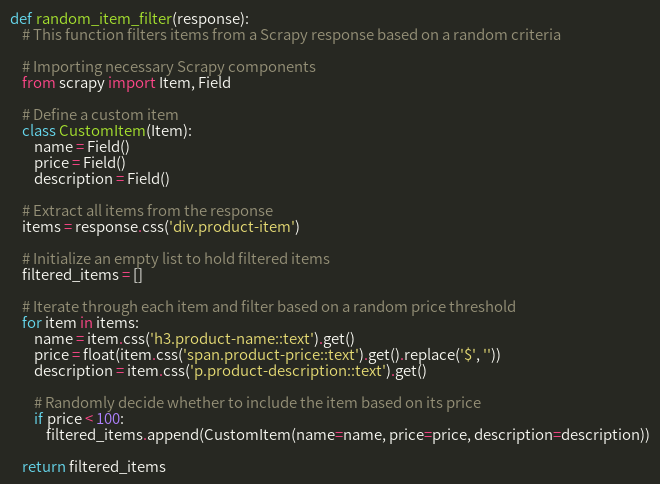 def random_item_filter(response):
    # This function filters items from a Scrapy response based on a random criteria

    # Importing necessary Scrapy components
    from scrapy import Item, Field

    # Define a custom item
    class CustomItem(Item):
        name = Field()
        price = Field()
        description = Field()

    # Extract all items from the response
    items = response.css('div.product-item')

    # Initialize an empty list to hold filtered items
    filtered_items = []

    # Iterate through each item and filter based on a random price threshold
    for item in items:
        name = item.css('h3.product-name::text').get()
        price = float(item.css('span.product-price::text').get().replace('$', ''))
        description = item.css('p.product-description::text').get()

        # Randomly decide whether to include the item based on its price
        if price < 100:
            filtered_items.append(CustomItem(name=name, price=price, description=description))

    return filtered_items